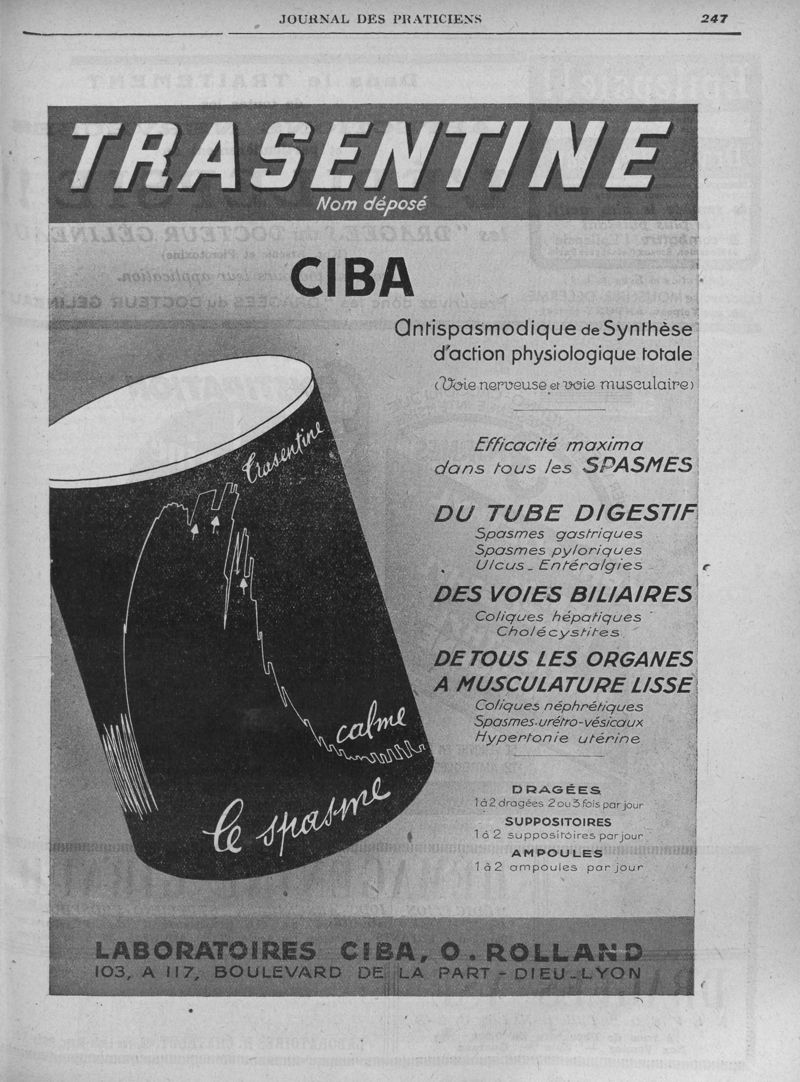 JOURNAL DES PRATICIENS
247
TRASENTINE
Nom déposé
CIBA
Antispasmodique de Synthèse
d'action physiologique totale
(Voie nerveuse et voie musculaire)
Efficacité maxima
dans tous les SPASMES
DU TUBE DIGESTIF
Spasmes gastriques
Spasmes pyloriques
Ulcus - Entéralgies
DES VOIES BILIAIRES
Coliques hépatiques
Cholécystites
DE TOUS LES ORGANES
A MUSCULATURE LISSE
Coliques néphrétiques
Spasmes urétro-vésicaux
Hypertonie utérine
DRAGÉES
1 à 2 dragées 2 ou 3 fois par jour
SUPPOSITOIRES
1 à 2 suppositoires par jour
AMPOULES
1 à 2 ampoules par jour
Trasentine
calme
le spasme
LABORATOIRES CIBA, O. ROLLAND
103, A 117, BOULEVARD DE LA PART-DIEU-LYON